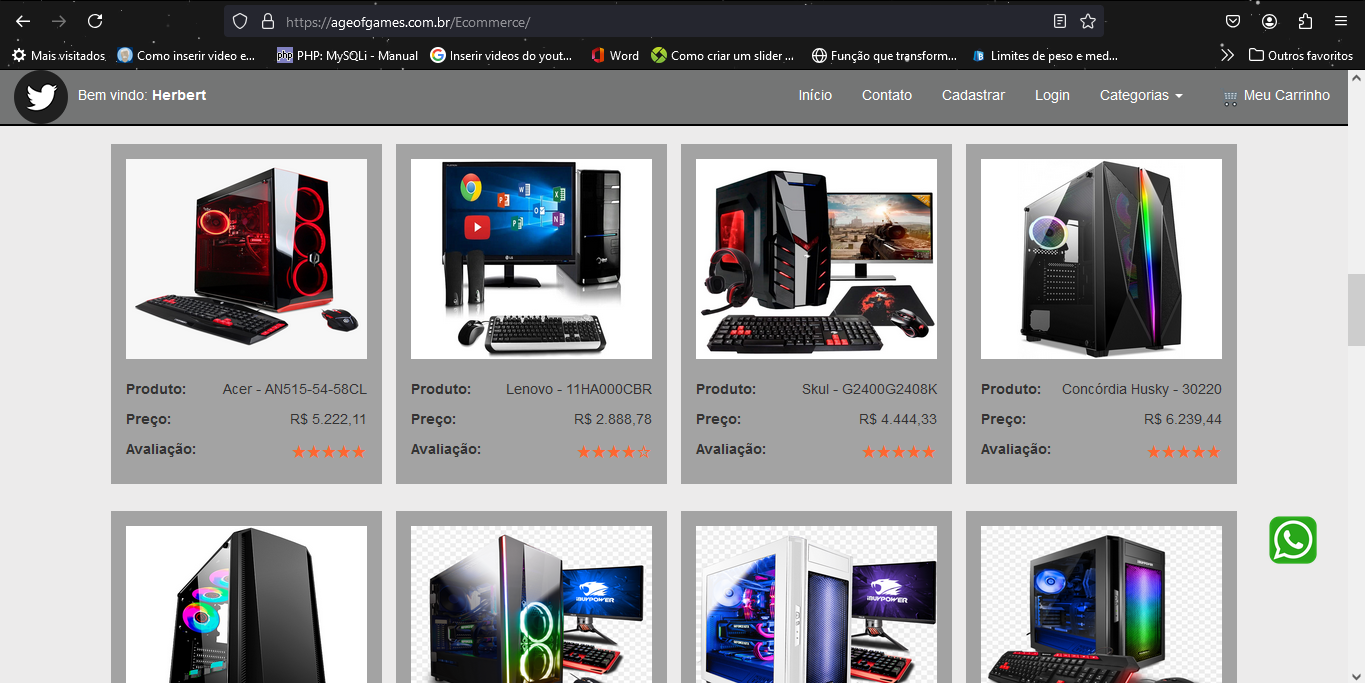 https://ageofgames.com.br/Ecommerce/
Mais visitados
Como inserir video e...
php
PHP: MySQLi - Manual
Inserir videos do yout...
Word
Como criar um slider ...
Função que transform...
Limites de peso e med...
Outros favoritos
Bem vindo: Herbert
Início
Contato
Cadastrar
Login
Categorias
Meu Carrinho
Produto: Acer - AN515-54-58CL
Preço: R$ 5.222,11
Avaliação:
Produto: Lenovo - 11HA000CBR
Preço: R$ 2.888,78
Avaliação:
Produto: Skul - G2400G2408K
Preço: R$ 4.444,33
Avaliação:
Produto: Concórdia Husky - 30220
Preço: R$ 6.239,44
Avaliação:
iBUYPOWER
iBUYPOWER